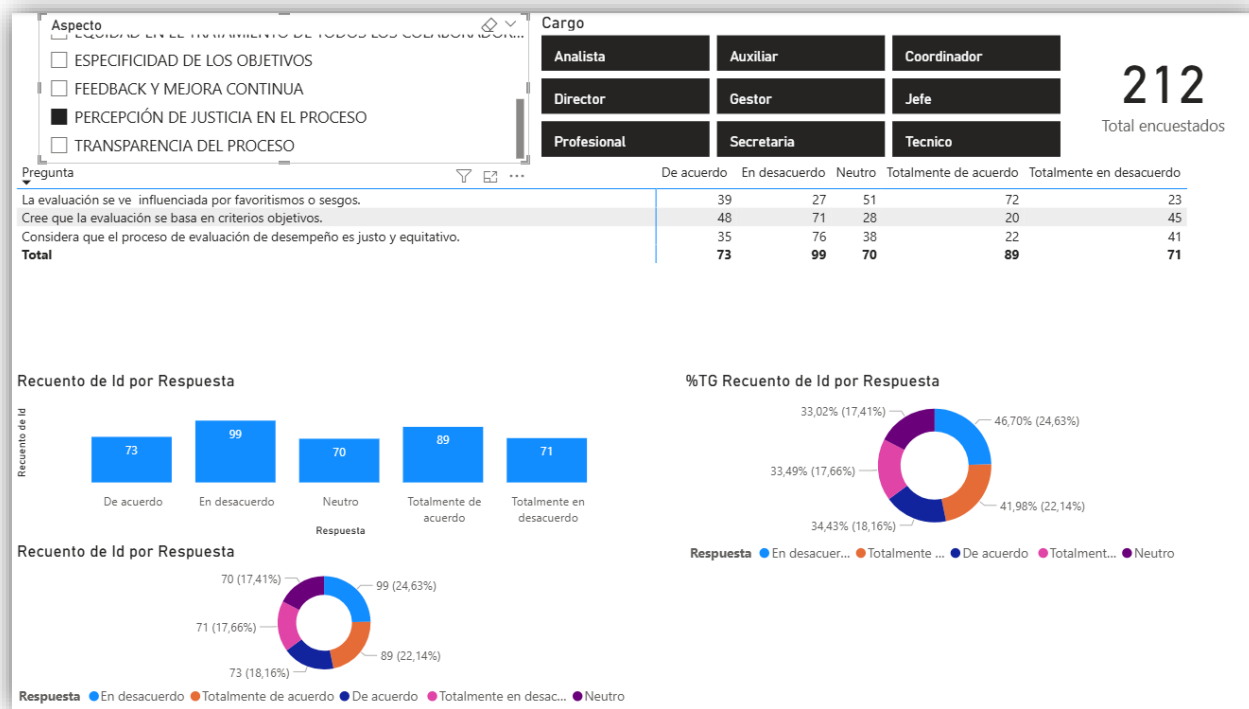 Aspecto
EQUIDAD EN EL TRATAMIENTO DE TODOS LOS COLABORADOR...
ESPECIFICIDAD DE LOS OBJETIVOS
FEEDBACK Y MEJORA CONTINUA
PERCEPCIÓN DE JUSTICIA EN EL PROCESO
TRANSPARENCIA DEL PROCESO
Cargo
Analista Auxiliar Coordinador
Director Gestor Jefe
Profesional Secretaria Tecnico
212
Total encuestados
Pregunta De acuerdo En desacuerdo Neutro Totalmente de acuerdo Totalmente en desacuerdo
La evaluación se ve influenciada por favoritismos o sesgos. 39 27 51 72 23
Cree que la evaluación se basa en criterios objetivos. 48 71 28 20 45
Considera que el proceso de evaluación de desempeño es justo y equitativo. 35 76 38 22 41
Total 73 99 70 89 71
Recuento de Id por Respuesta
Recuento de Id
73 99 70 89 71
De acuerdo En desacuerdo Neutro Totalmente de acuerdo Totalmente en desacuerdo
Respuesta
%TG Recuento de Id por Respuesta
33,02% (17,41%)
46,70% (24,63%)
33,49% (17,66%)
41,98% (22,14%)
34,43% (18,16%)
Respuesta En desacuer... Totalmente ... De acuerdo Totalment... Neutro
Recuento de Id por Respuesta
70 (17,41%)
99 (24,63%)
71 (17,66%)
89 (22,14%)
73 (18,16%)
Respuesta En desacuerdo Totalmente de acuerdo De acuerdo Totalmente en desac... Neutro